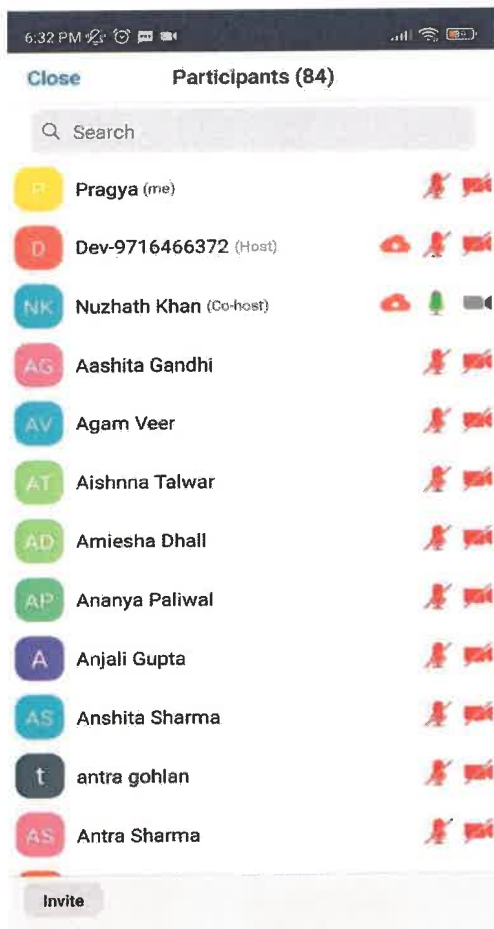 6:32 PM
Close Participants (84)
Search
P Pragya (me)
D Dev-9716466372 (Host)
NK Nuzhath Khan (Co-host)
AG Aashita Gandhi
AV Agam Veer
AT Aishnna Talwar
AD Amiesha Dhall
AP Ananya Paliwal
A Anjali Gupta
AS Anshita Sharma
t antra gohlan
AS Antra Sharma
Invite